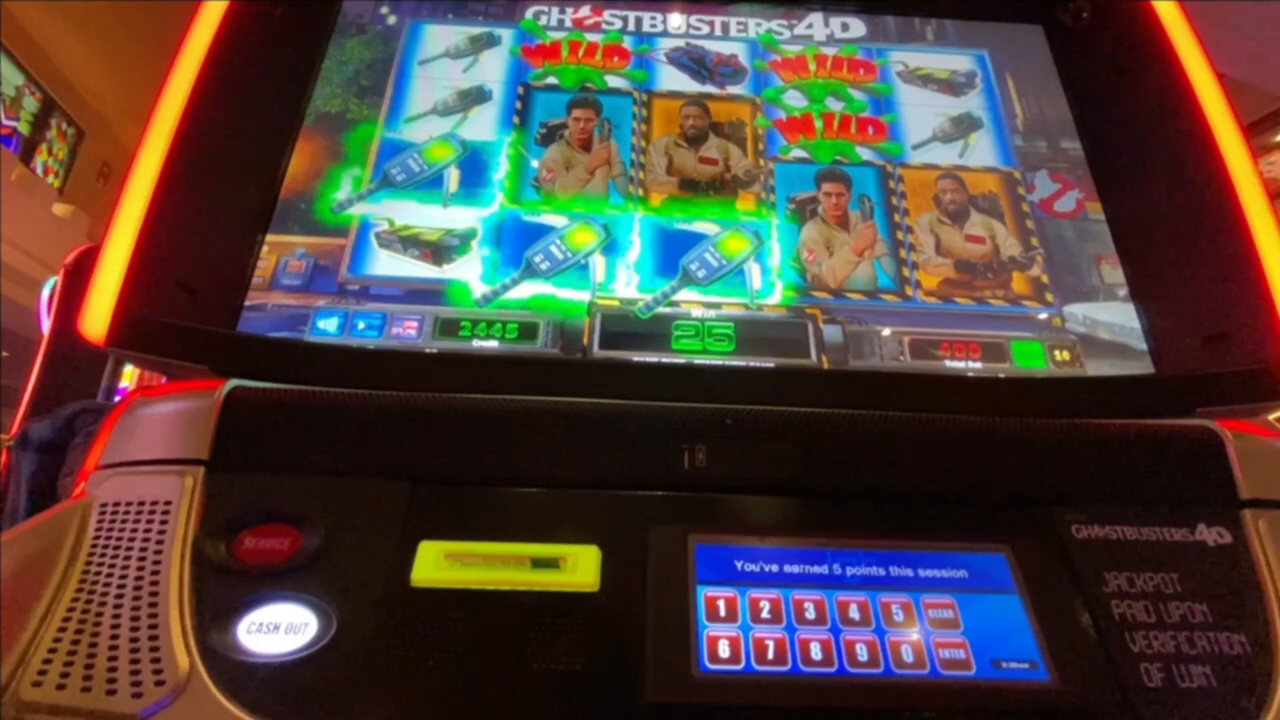 GHOSTBUSTERS 4D
WILD
WILD
WILD
2445
Credit
Win
25
400
Total Bet
10
SERVICE
CASH OUT
You've earned 5 points this session
1 2 3 4 5 CLEAR
6 7 8 9 0 ENTER
GHOSTBUSTERS 4D
JACKPOT
PAID UPON
VERIFICATION
OF WIN